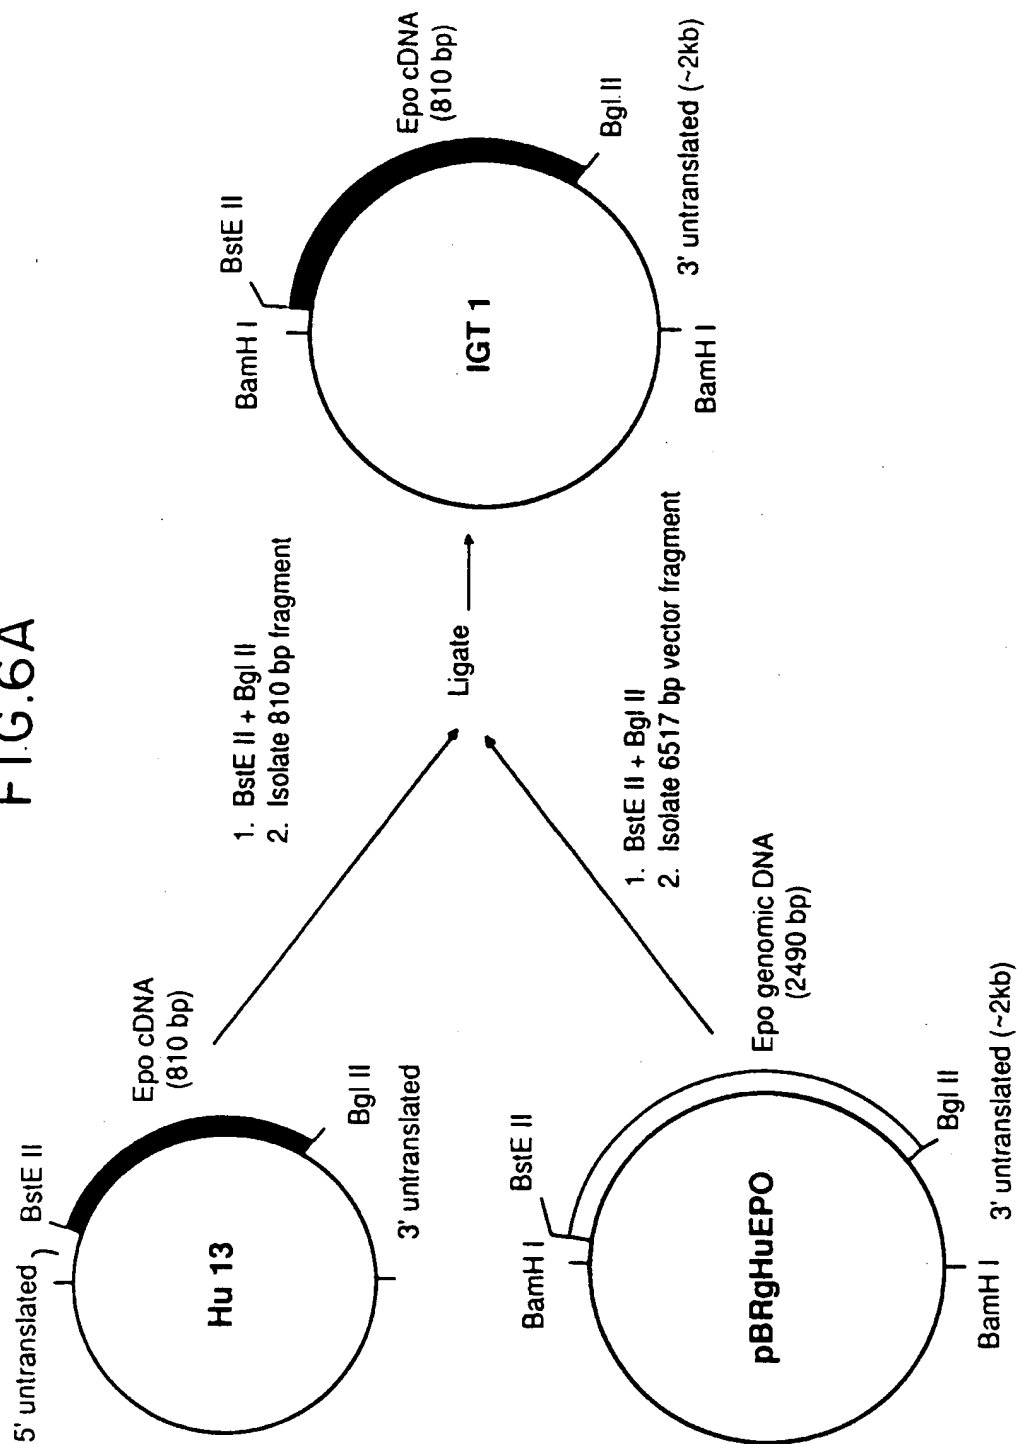 FIG.6A
5' untranslated
BstE II
Epo cDNA
(810 bp)
Hu 13
Bgl II
3' untranslated
1. BstE II + Bgl II
2. Isolate 810 bp fragment
BamH I
BstE II
Epo genomic DNA
(2490 bp)
pBRgHuEPO
Bgl II
3' untranslated (~2kb)
BamH I
1. BstE II + Bgl II
2. Isolate 6517 bp vector fragment
Ligate
BamH I
BstE II
Epo cDNA
(810 bp)
IGT 1
Bgl II
3' untranslated (~2kb)
BamH I